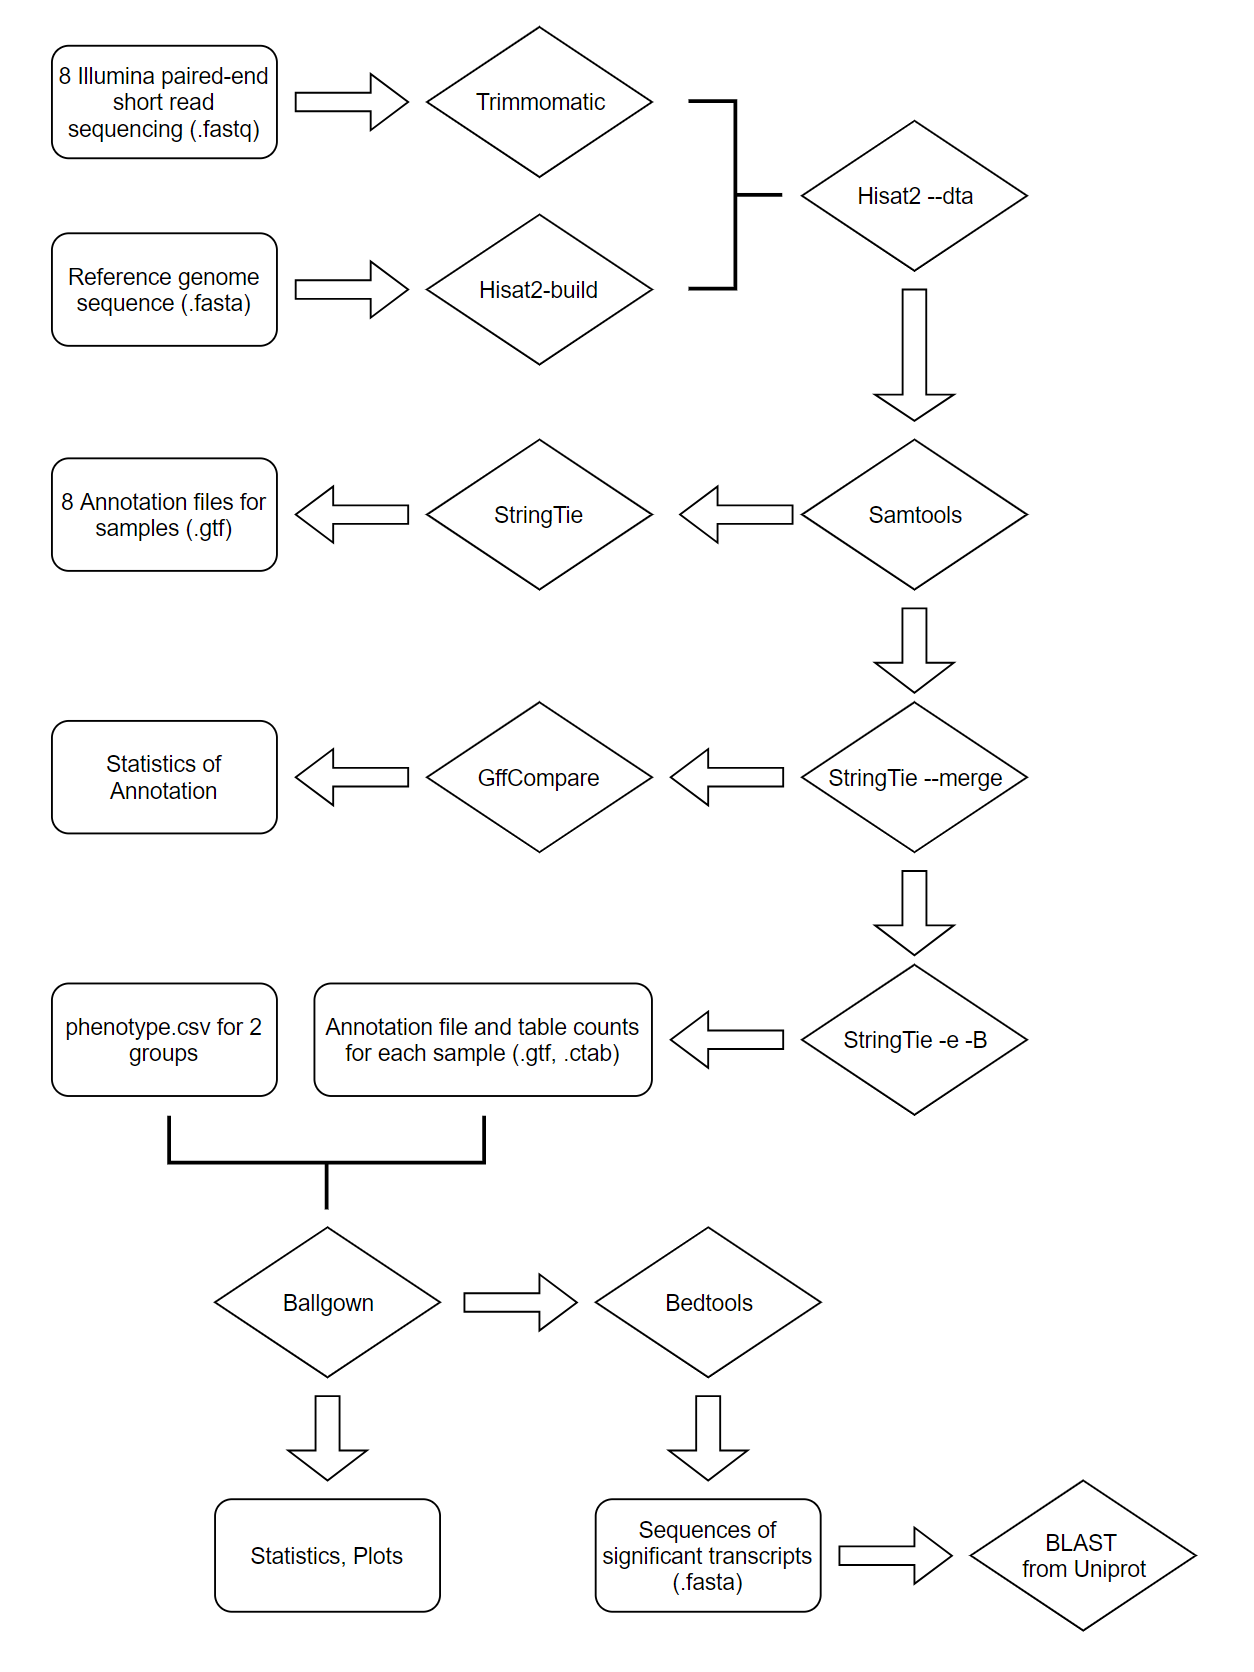 8 Illumina paired-end
short read
sequencing (.fastq)
Trimmomatic
Hisat2 --dta
Reference genome
sequence (.fasta)
Hisat2-build
8 Annotation files for
samples (.gtf)
StringTie
Samtools
Statistics of
Annotation
GffCompare
StringTie --merge
phenotype.csv for 2
groups
Annotation file and table counts
for each sample (.gtf, .ctab)
StringTie -e -B
Ballgown
Bedtools
Statistics, Plots
Sequences of
significant transcripts
(.fasta)
BLAST
from Uniprot